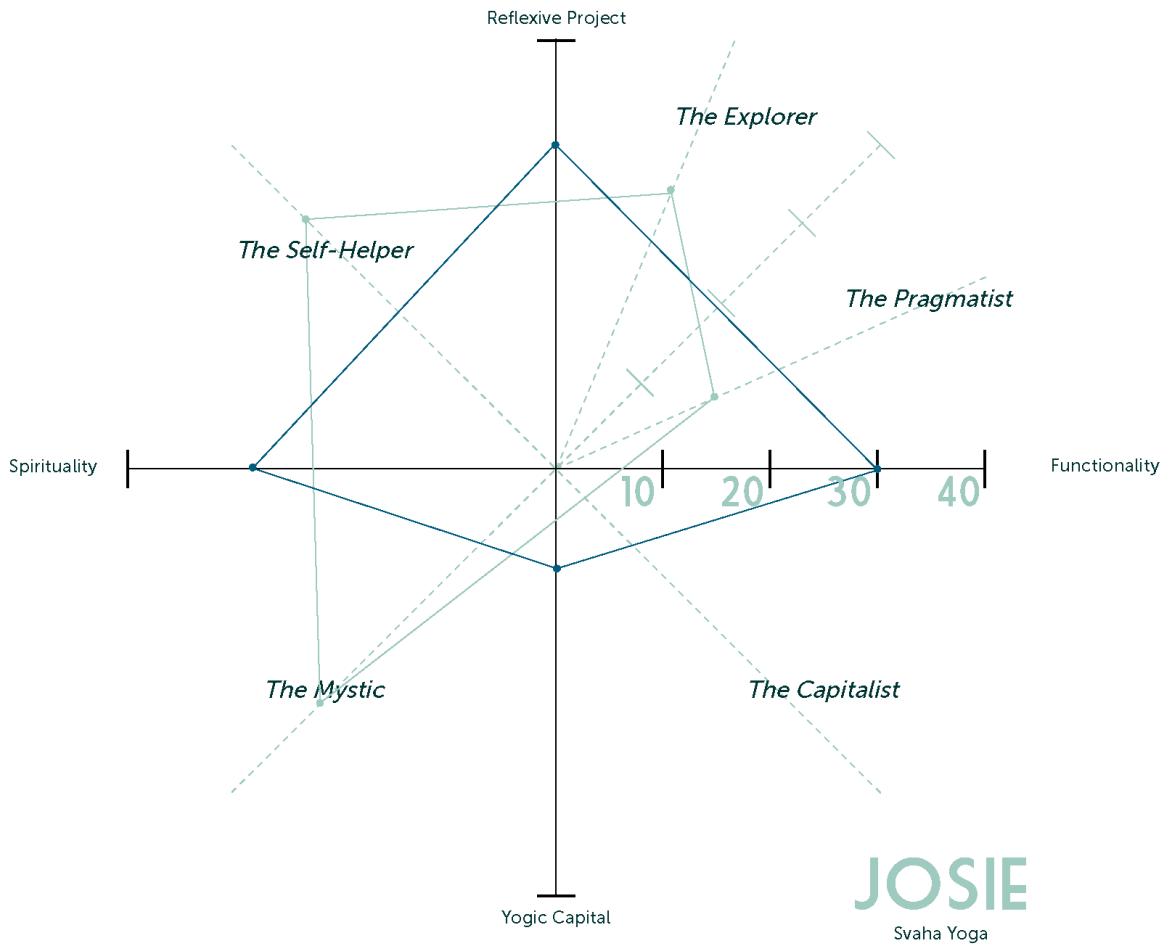 Reflexive Project
The Explorer
The Self-Helper
The Pragmatist
Spirituality
Functionality
10 20 30 40
The Mystic
The Capitalist
JOSIE
Yogic Capital
Svaha Yoga